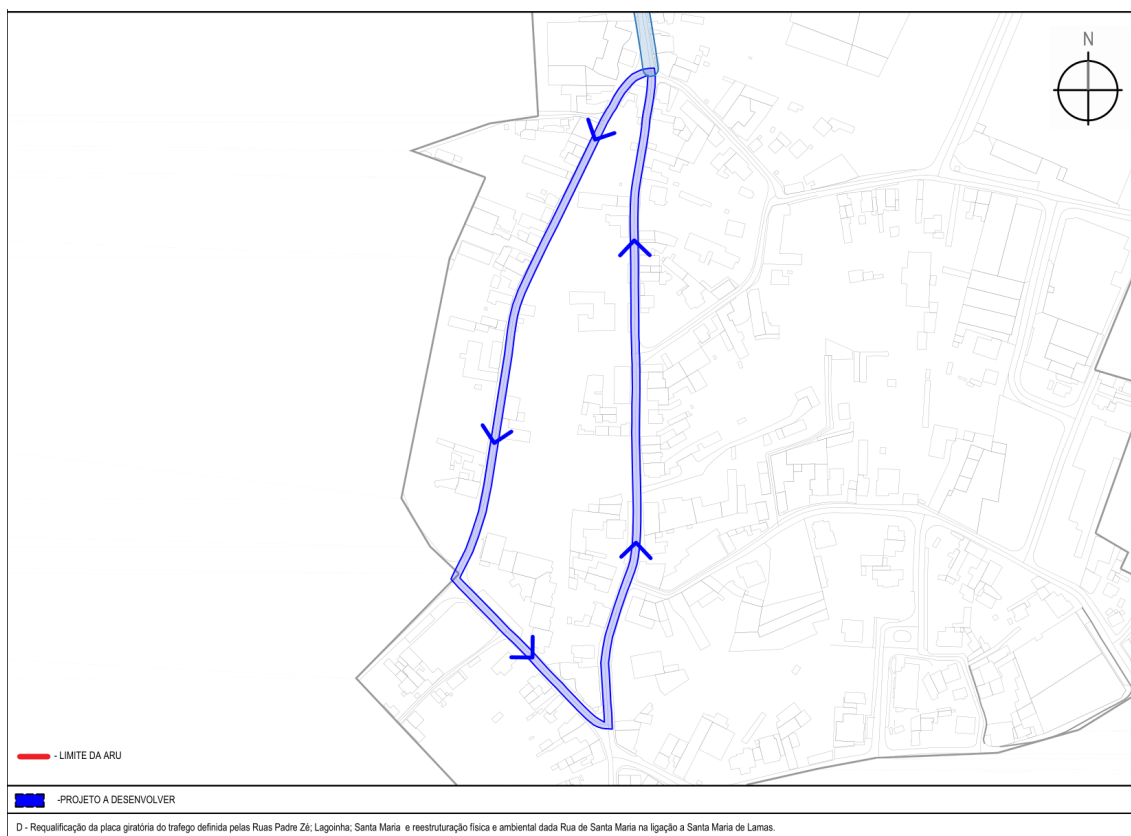 N
- LIMITE DA ARU
-PROJETO A DESENVOLVER
D - Requalificação da placa giratória do trafego definida pelas Ruas Padre Zé; Lagoinha; Santa Maria e reestruturação física e ambiental dada Rua de Santa Maria na ligação a Santa Maria de Lamas.